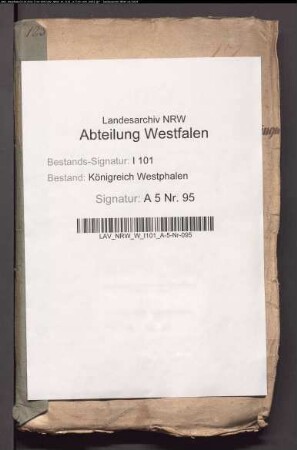 Landesarchiv NRW
Abteilung Westfalen
Bestands-Signatur: I 101
Bestand: Königreich Westphalen
Signatur: A 5 Nr. 95
LAV_NRW_W_I101_A-5-Nr-095